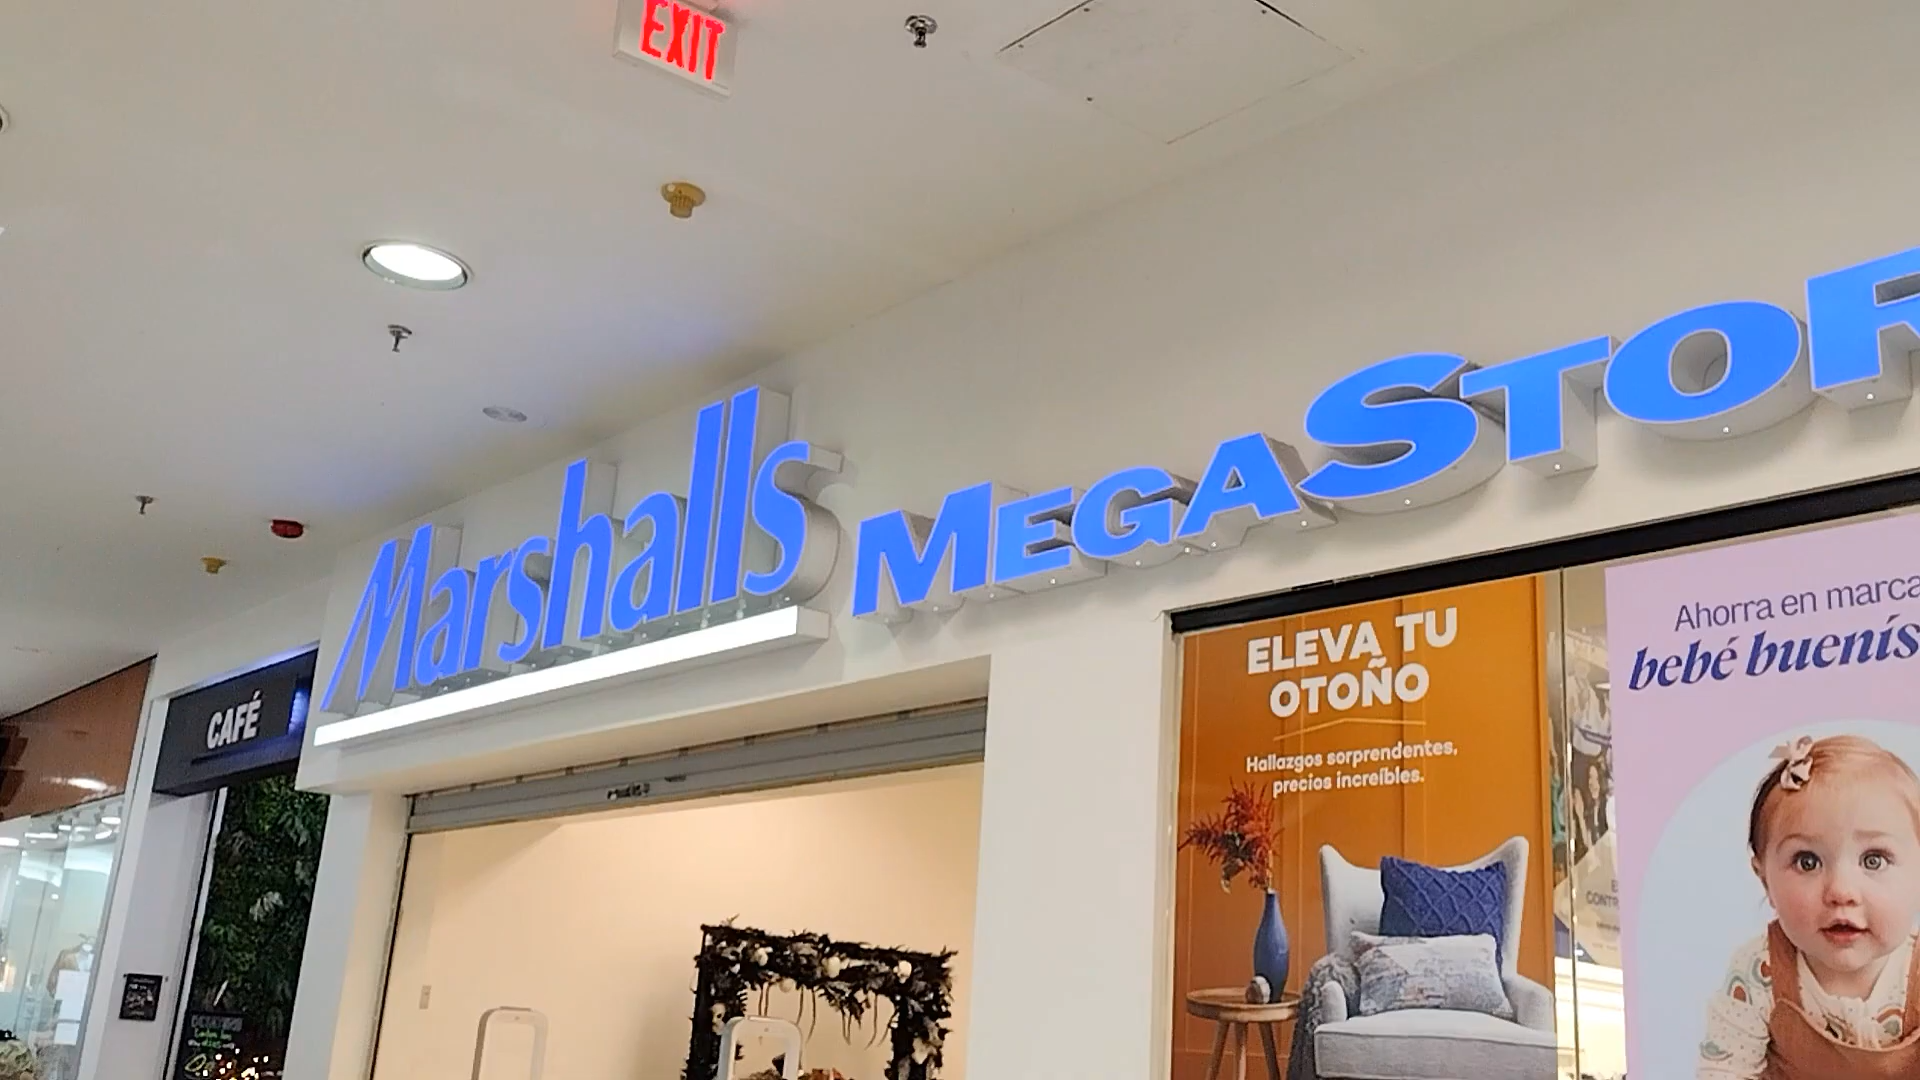 EXIT
Marshalls MEGASTOR
CAFÉ
ELEVA TU
OTOÑO
Hallazgos sorprendentes,
precios increíbles.
Ahorra en marca
bebé buenís